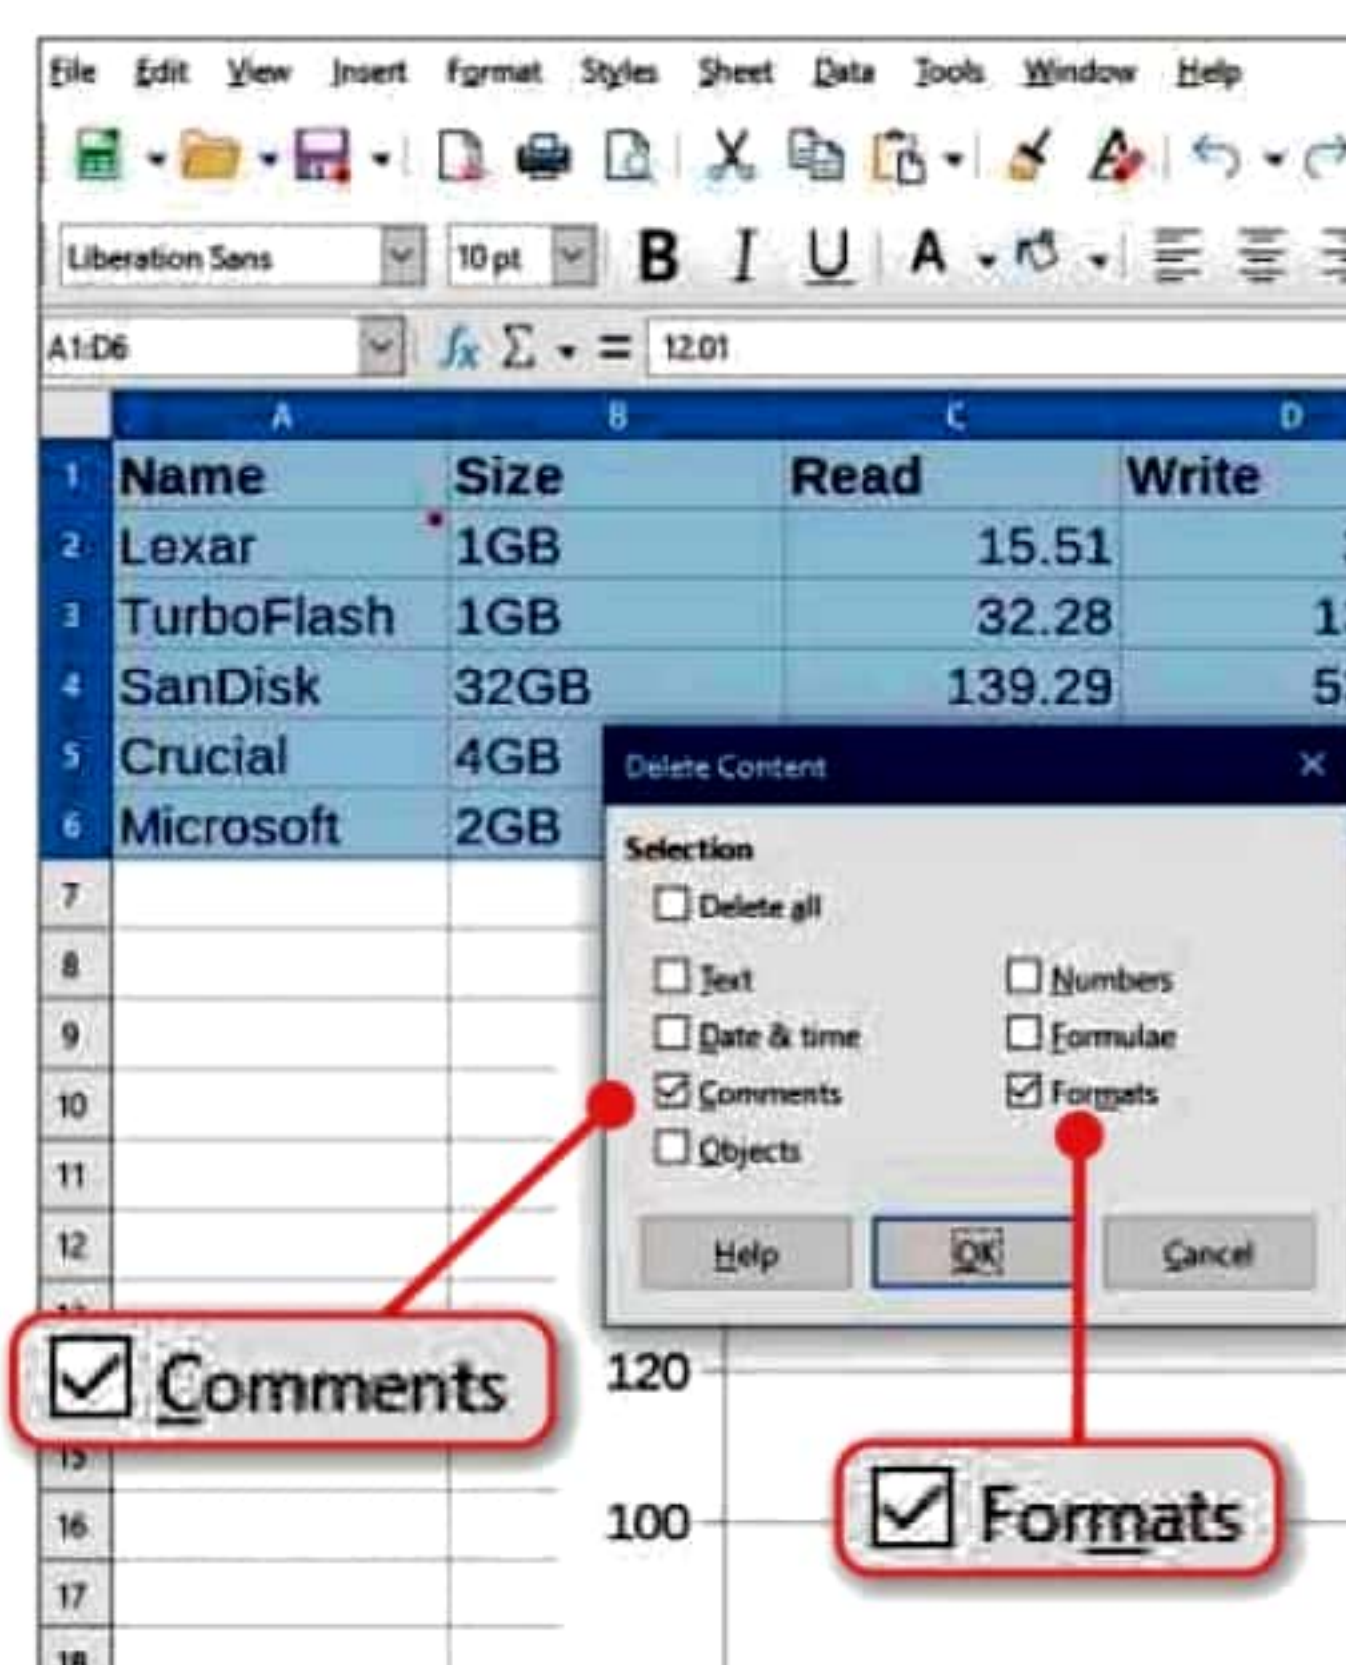 File Edit View Insert Format Styles Sheet Data Tools Window Help
Liberation Sans 10 pt B I U A
A1:D6 fx Σ = 12.01
A B C D
1 Name Size Read Write
2 Lexar 1GB 15.51
3 TurboFlash 1GB 32.28
4 SanDisk 32GB 139.29
5 Crucial 4GB
6 Microsoft 2GB
Delete Content
Selection
Delete all
Text Numbers
Date & time Formulae
Comments Formats
Objects
Help OK Cancel
7
8
9
10
11
12
Comments
120
15
16
100
Formats
17
18